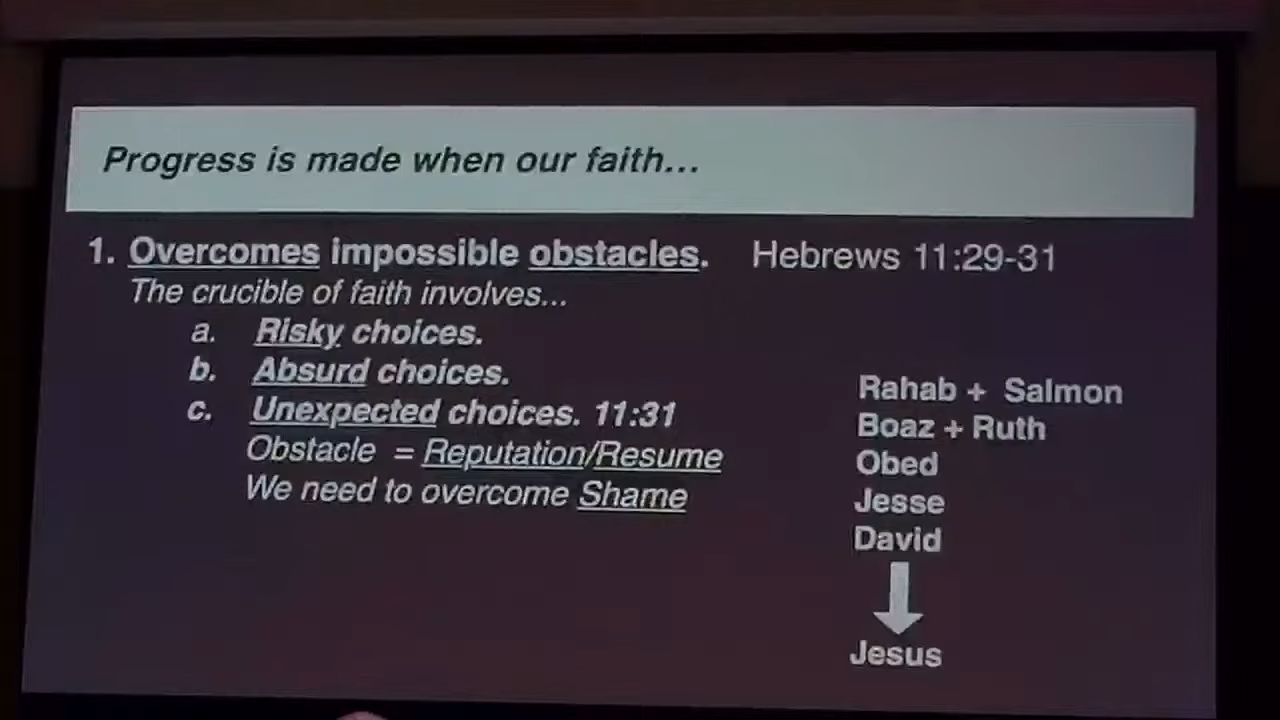 Progress is made when our faith...
1. Overcomes impossible obstacles. Hebrews 11:29-31
The crucible of faith involves...
a. Risky choices.
b. Absurd choices.
c. Unexpected choices. 11:31
Obstacle = Reputation/Resume
We need to overcome Shame
Rahab + Salmon
Boaz + Ruth
Obed
Jesse
David
Jesus